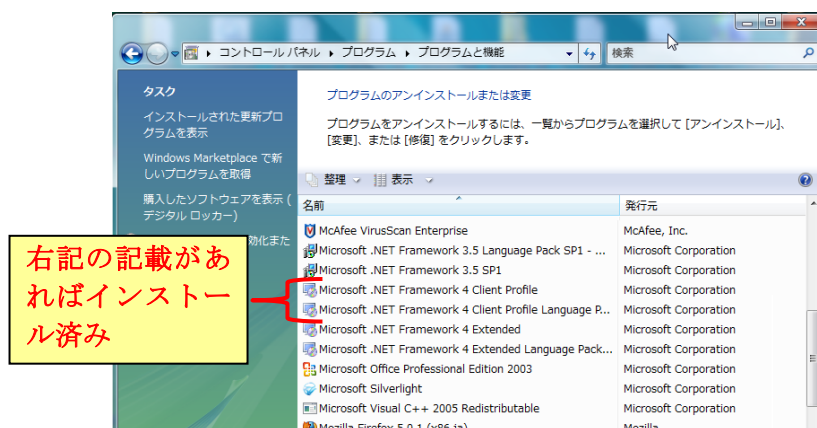 コントロール パネル ▸ プログラム ▸ プログラムと機能
検索
タスク
インストールされた更新プロ
グラムを表示
Windows Marketplace で新
しいプログラムを取得
購入したソフトウェアを表示 (
デジタル ロッカー)
効化また
プログラムのアンインストールまたは変更
プログラムをアンインストールするには、一覧からプログラムを選択して [アンインストール]、
[変更]、または [修復] をクリックします。
整理 表示
名前 発行元
McAfee VirusScan Enterprise McAfee, Inc.
Microsoft .NET Framework 3.5 Language Pack SP1 - ... Microsoft Corporation
Microsoft .NET Framework 3.5 SP1 Microsoft Corporation
Microsoft .NET Framework 4 Client Profile Microsoft Corporation
Microsoft .NET Framework 4 Client Profile Language P... Microsoft Corporation
Microsoft .NET Framework 4 Extended Microsoft Corporation
Microsoft .NET Framework 4 Extended Language Pack... Microsoft Corporation
Microsoft Office Professional Edition 2003 Microsoft Corporation
Microsoft Silverlight Microsoft Corporation
Microsoft Visual C++ 2005 Redistributable Microsoft Corporation
Mozilla Firefox 5.0.1 (x86 ja) Mozilla
右記の記載があ
ればインストー
ル済み